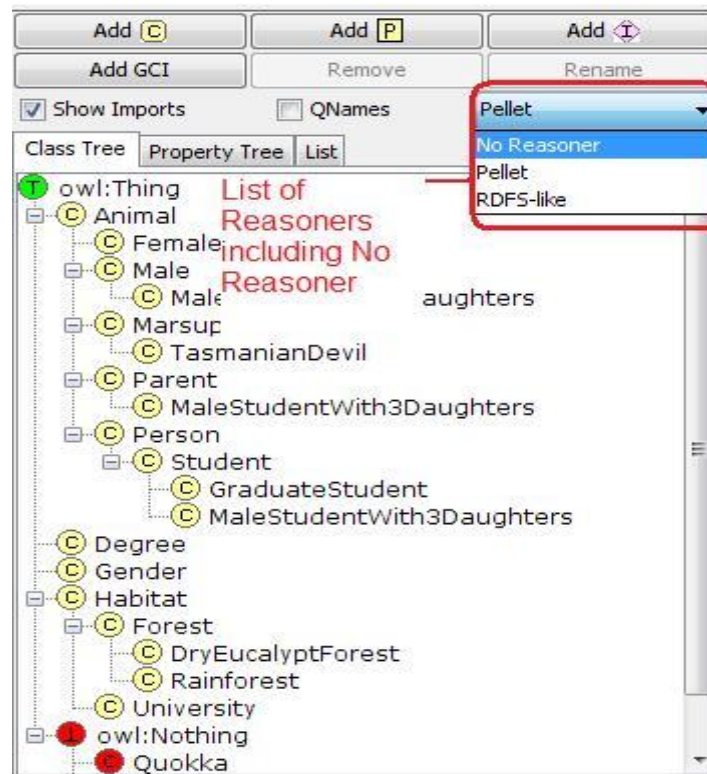 Add C Add P Add I
Add GCI Remove Rename
Show Imports QNames Pellet
No Reasoner
Pellet
RDFS-like
Class Tree Property Tree List
T owl:Thing
C Animal
C Female
C Male
C Male aughters
C Marsup
C TasmanianDevil
C Parent
C MaleStudentWith3Daughters
C Person
C Student
C GraduateStudent
C MaleStudentWith3Daughters
C Degree
C Gender
C Habitat
C Forest
C DryEucalyptForest
C Rainforest
C University
owl:Nothing
C Quokka
List of
Reasoners
including No
Reasoner